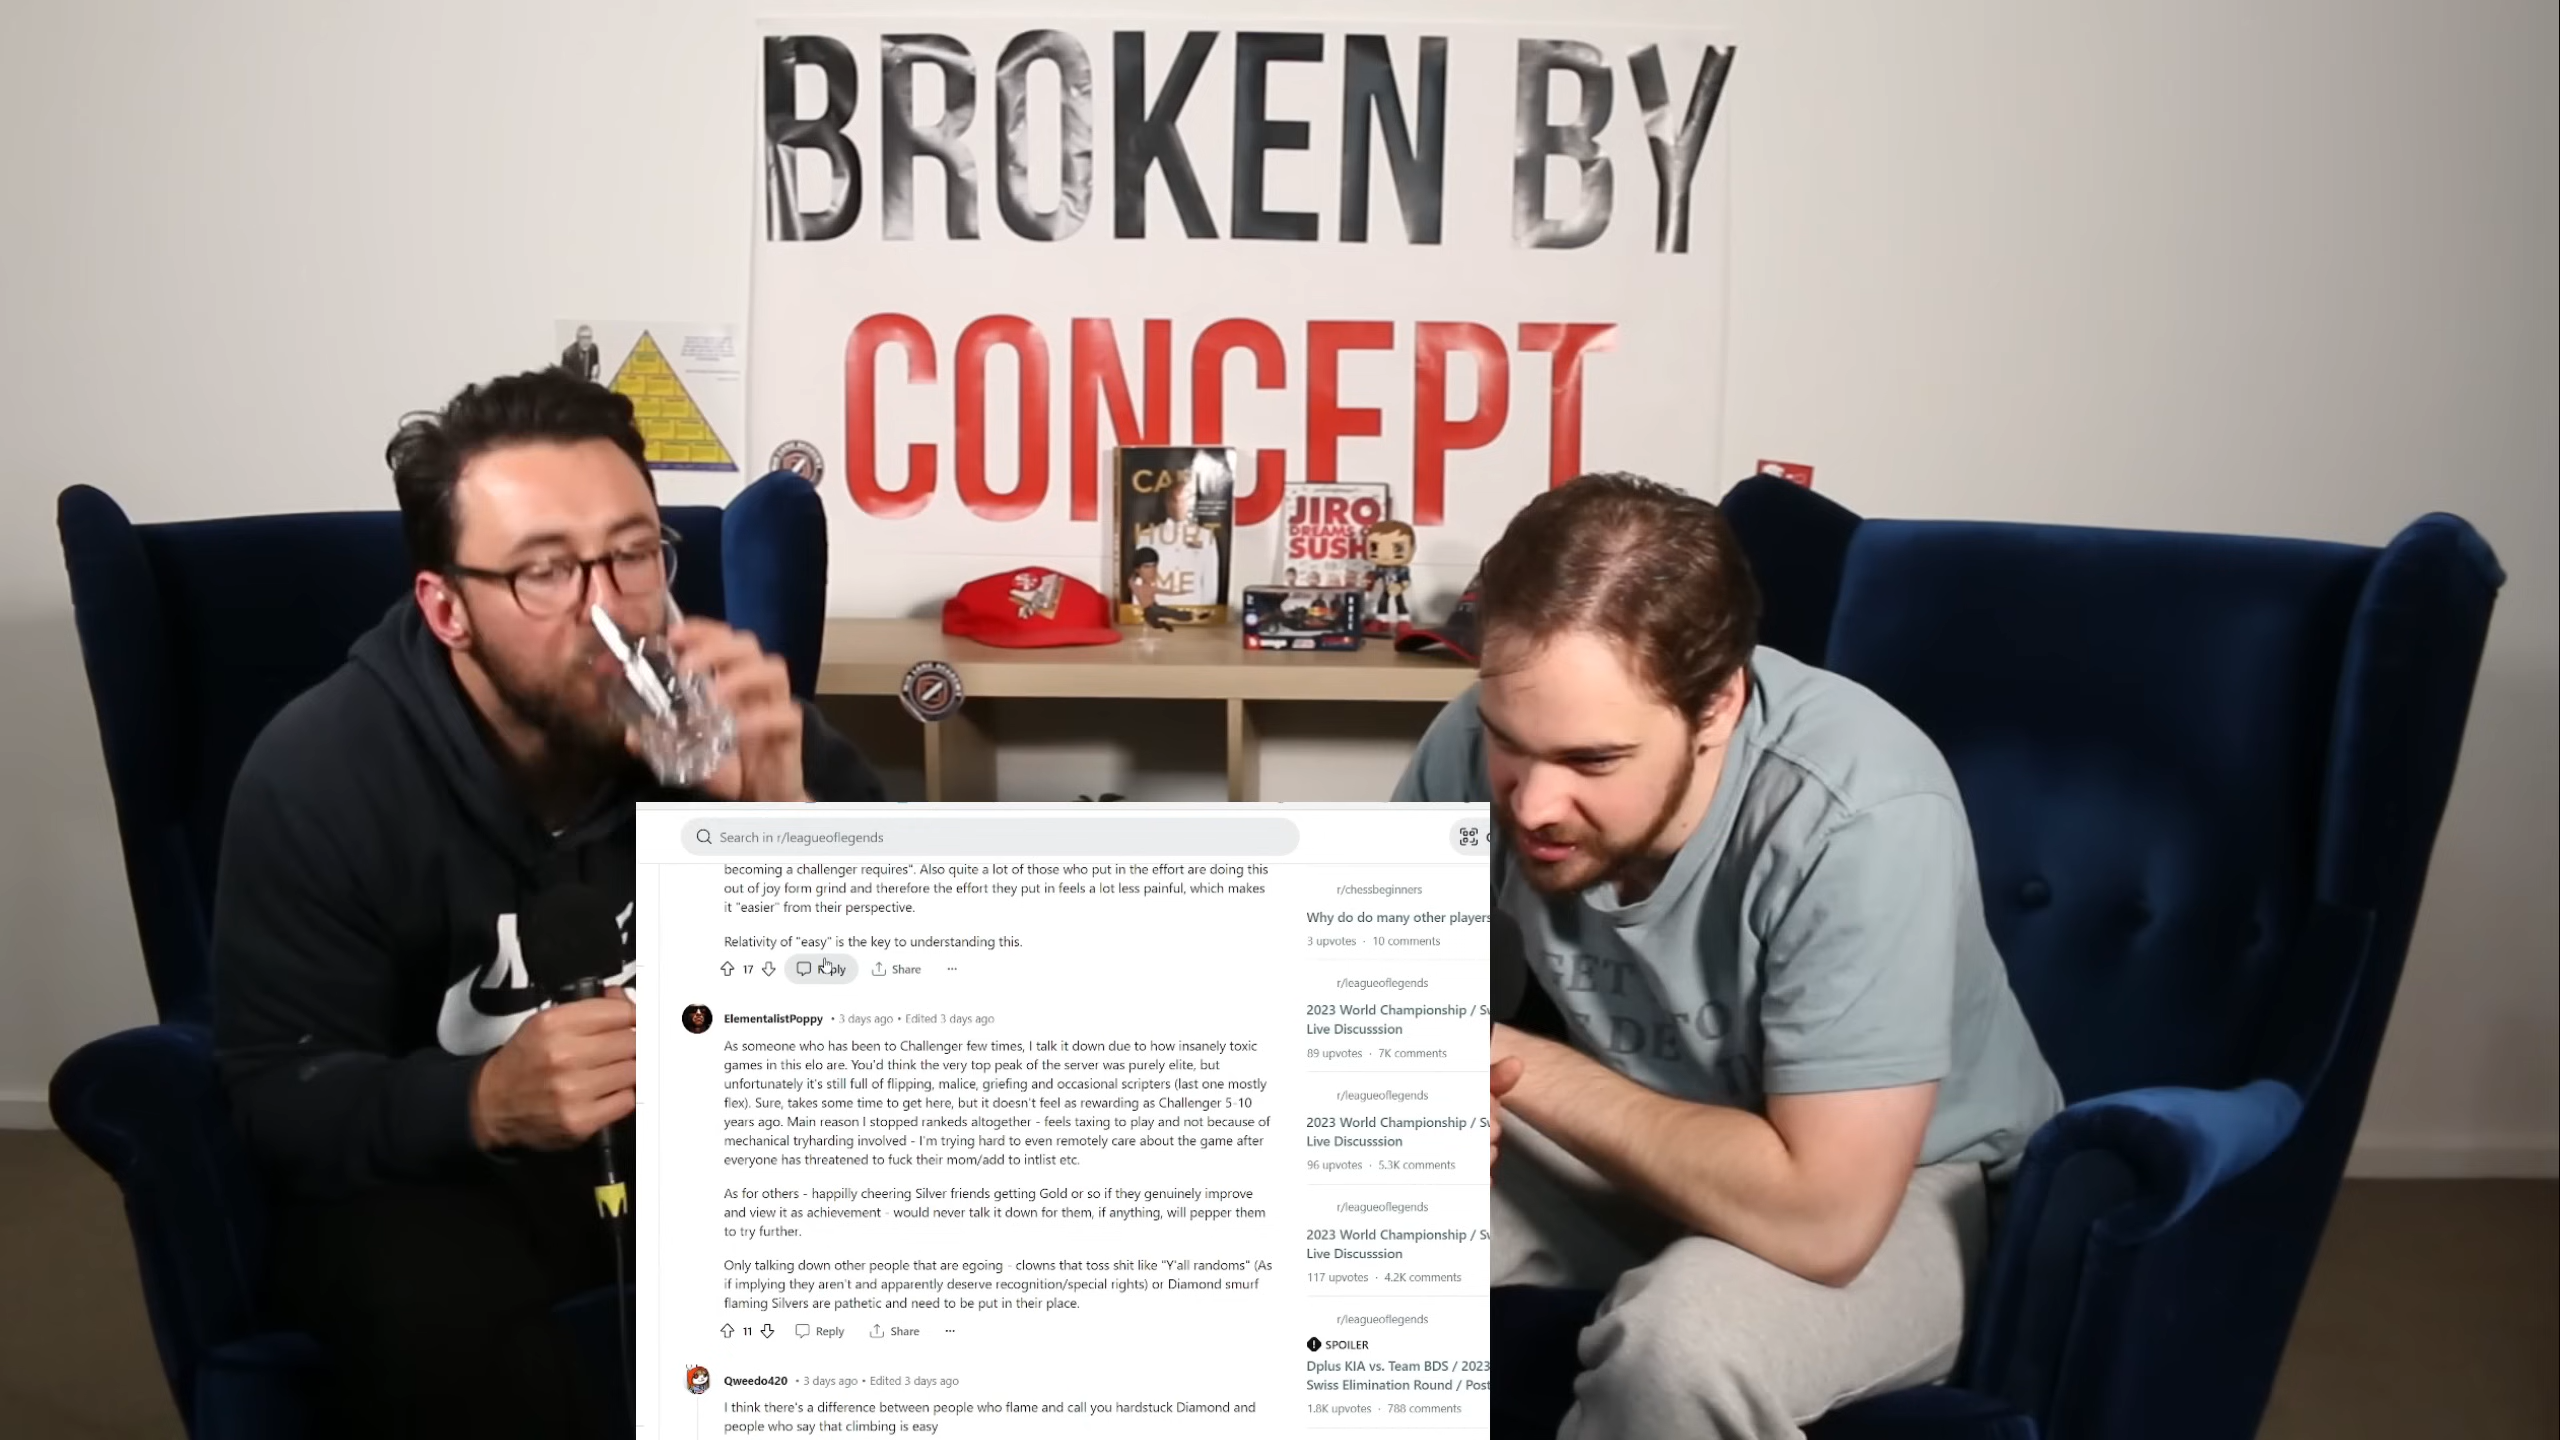 BROKEN BY
CONCEPT
HURT
ME
JIRO
DREAMS OF
SUSHI
Search in r/leagueoflegends
becoming a challenger requires". Also quite a lot of those who put in the effort are doing this
out of joy form grind and therefore the effort they put in feels a lot less painful, which makes
it "easier" from their perspective.
Relativity of "easy" is the key to understanding this.
17 Reply Share
ElementalistPoppy • 3 days ago • Edited 3 days ago
As someone who has been to Challenger few times, I talk it down due to how insanely toxic
games in this elo are. You'd think the very top peak of the server was purely elite, but
unfortunately it's still full of flipping, malice, griefing and occasional scripters (last one mostly
flex). Sure, takes some time to get here, but it doesn't feel as rewarding as Challenger 5-10
years ago. Main reason I stopped rankeds altogether - feels taxing to play and not because of
mechanical tryharding involved - I'm trying hard to even remotely care about the game after
everyone has threatened to fuck their mom/add to intlist etc.
As for others - happilly cheering Silver friends getting Gold or so if they genuinely improve
and view it as achievement - would never talk it down for them, if anything, will pepper them
to try further.
Only talking down other people that are egoing - clowns that toss shit like "Y'all randoms" (As
if implying they aren't and apparently deserve recognition/special rights) or Diamond smurf
flaming Silvers are pathetic and need to be put in their place.
11 Reply Share
Qweedo420 • 3 days ago • Edited 3 days ago
I think there's a difference between people who flame and call you hardstuck Diamond and
people who say that climbing is easy
r/chessbeginners
Why do do many other players
3 upvotes · 10 comments
r/leagueoflegends
2023 World Championship / Sw
Live Discusssion
89 upvotes · 7K comments
r/leagueoflegends
2023 World Championship / Sw
Live Discusssion
96 upvotes · 5.3K comments
r/leagueoflegends
2023 World Championship / Sw
Live Discusssion
117 upvotes · 4.2K comments
r/leagueoflegends
SPOILER
Dplus KIA vs. Team BDS / 2023
Swiss Elimination Round / Post
1.8K upvotes · 788 comments
GET